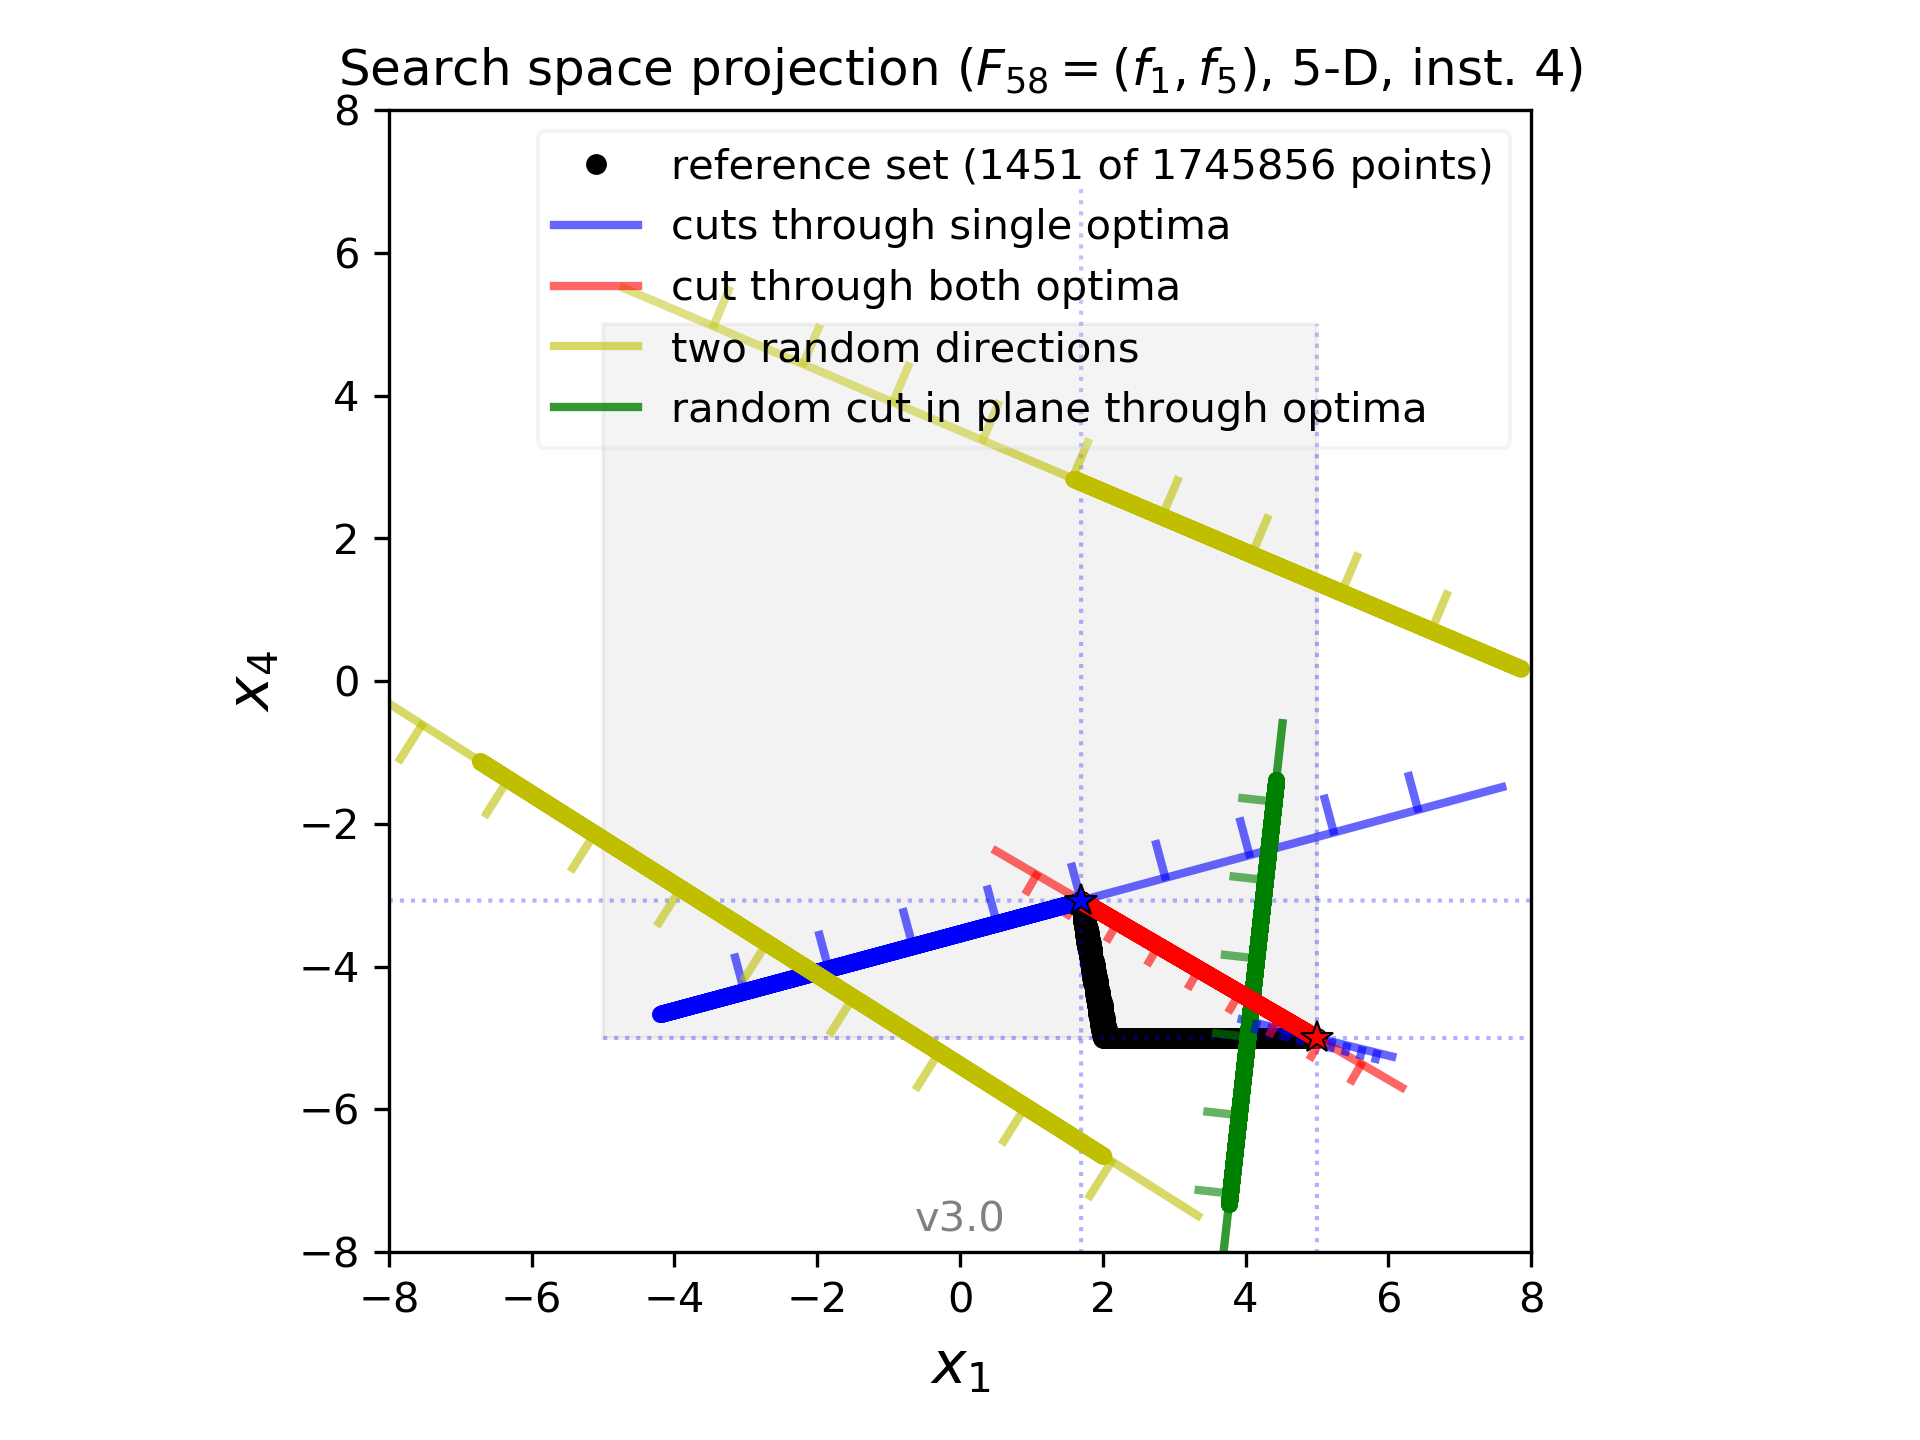 Search space projection (F58 = (f1, f5), 5-D, inst. 4)
reference set (1451 of 1745856 points)
cuts through single optima
cut through both optima
two random directions
random cut in plane through optima
8
6
4
2
0
−2
−4
−6
−8
x4
v3.0
−8 −6 −4 −2 0 2 4 6 8
x1